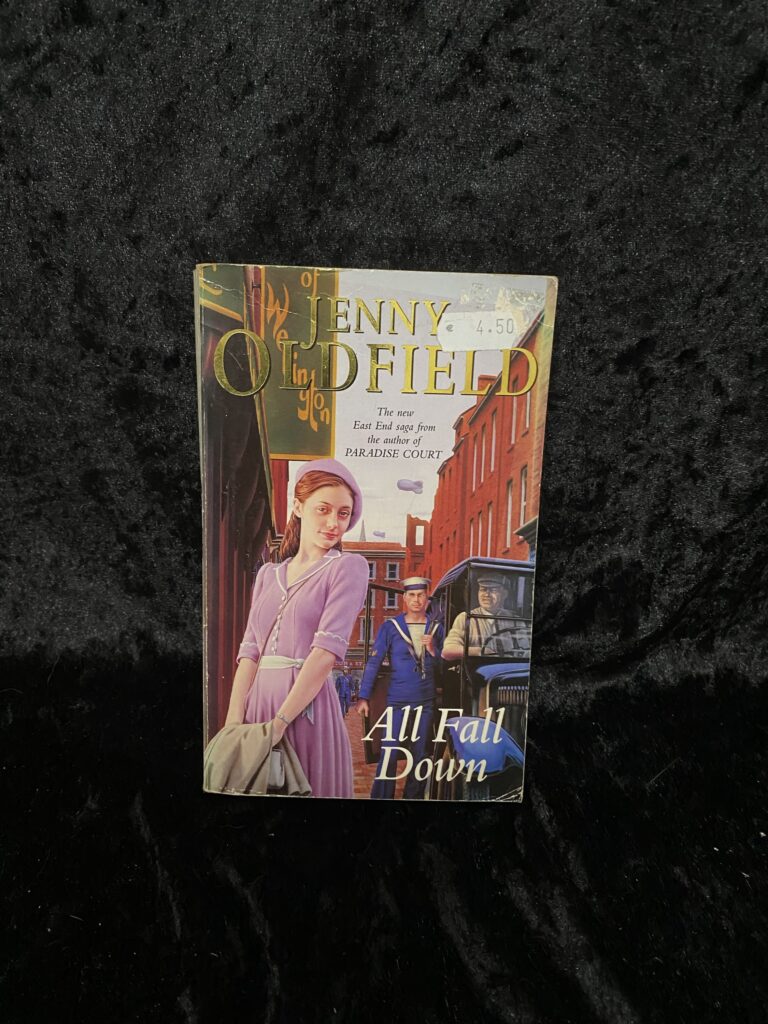 of
Wellington
JENNY
€ 4.50
OLDFIELD
The new
East End saga from
the author of
PARADISE COURT
All Fall
Down